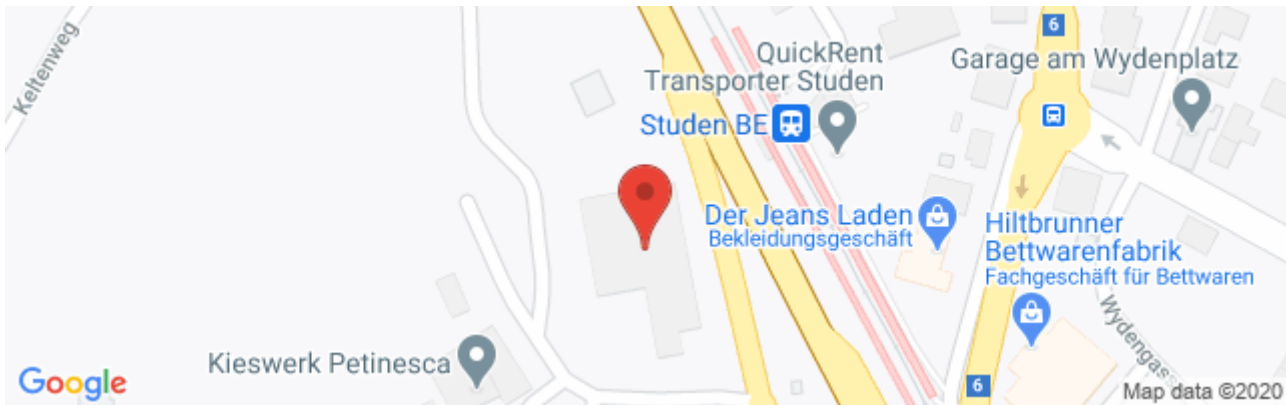 Keltenweg
6
QuickRent
Transporter Studen
Garage am Wydenplatz
Studen BE
Der Jeans Laden
Bekleidungsgeschäft
Hiltbrunner
Bettwarenfabrik
Fachgeschäft für Bettwaren
Wydengass
Kieswerk Petinesca
6
Google
Map data ©2020